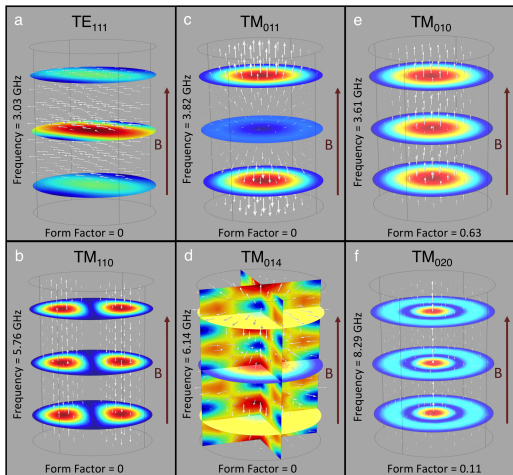 a TE111
Frequency = 3.03 GHz
B
Form Factor = 0
c TM011
Frequency = 3.82 GHz
B
Form Factor = 0
e TM010
Frequency = 3.61 GHz
B
Form Factor = 0.63
b TM110
Frequency = 5.76 GHz
B
Form Factor = 0
d TM014
Frequency = 6.14 GHz
B
Form Factor = 0
f TM020
Frequency = 8.29 GHz
B
Form Factor = 0.11